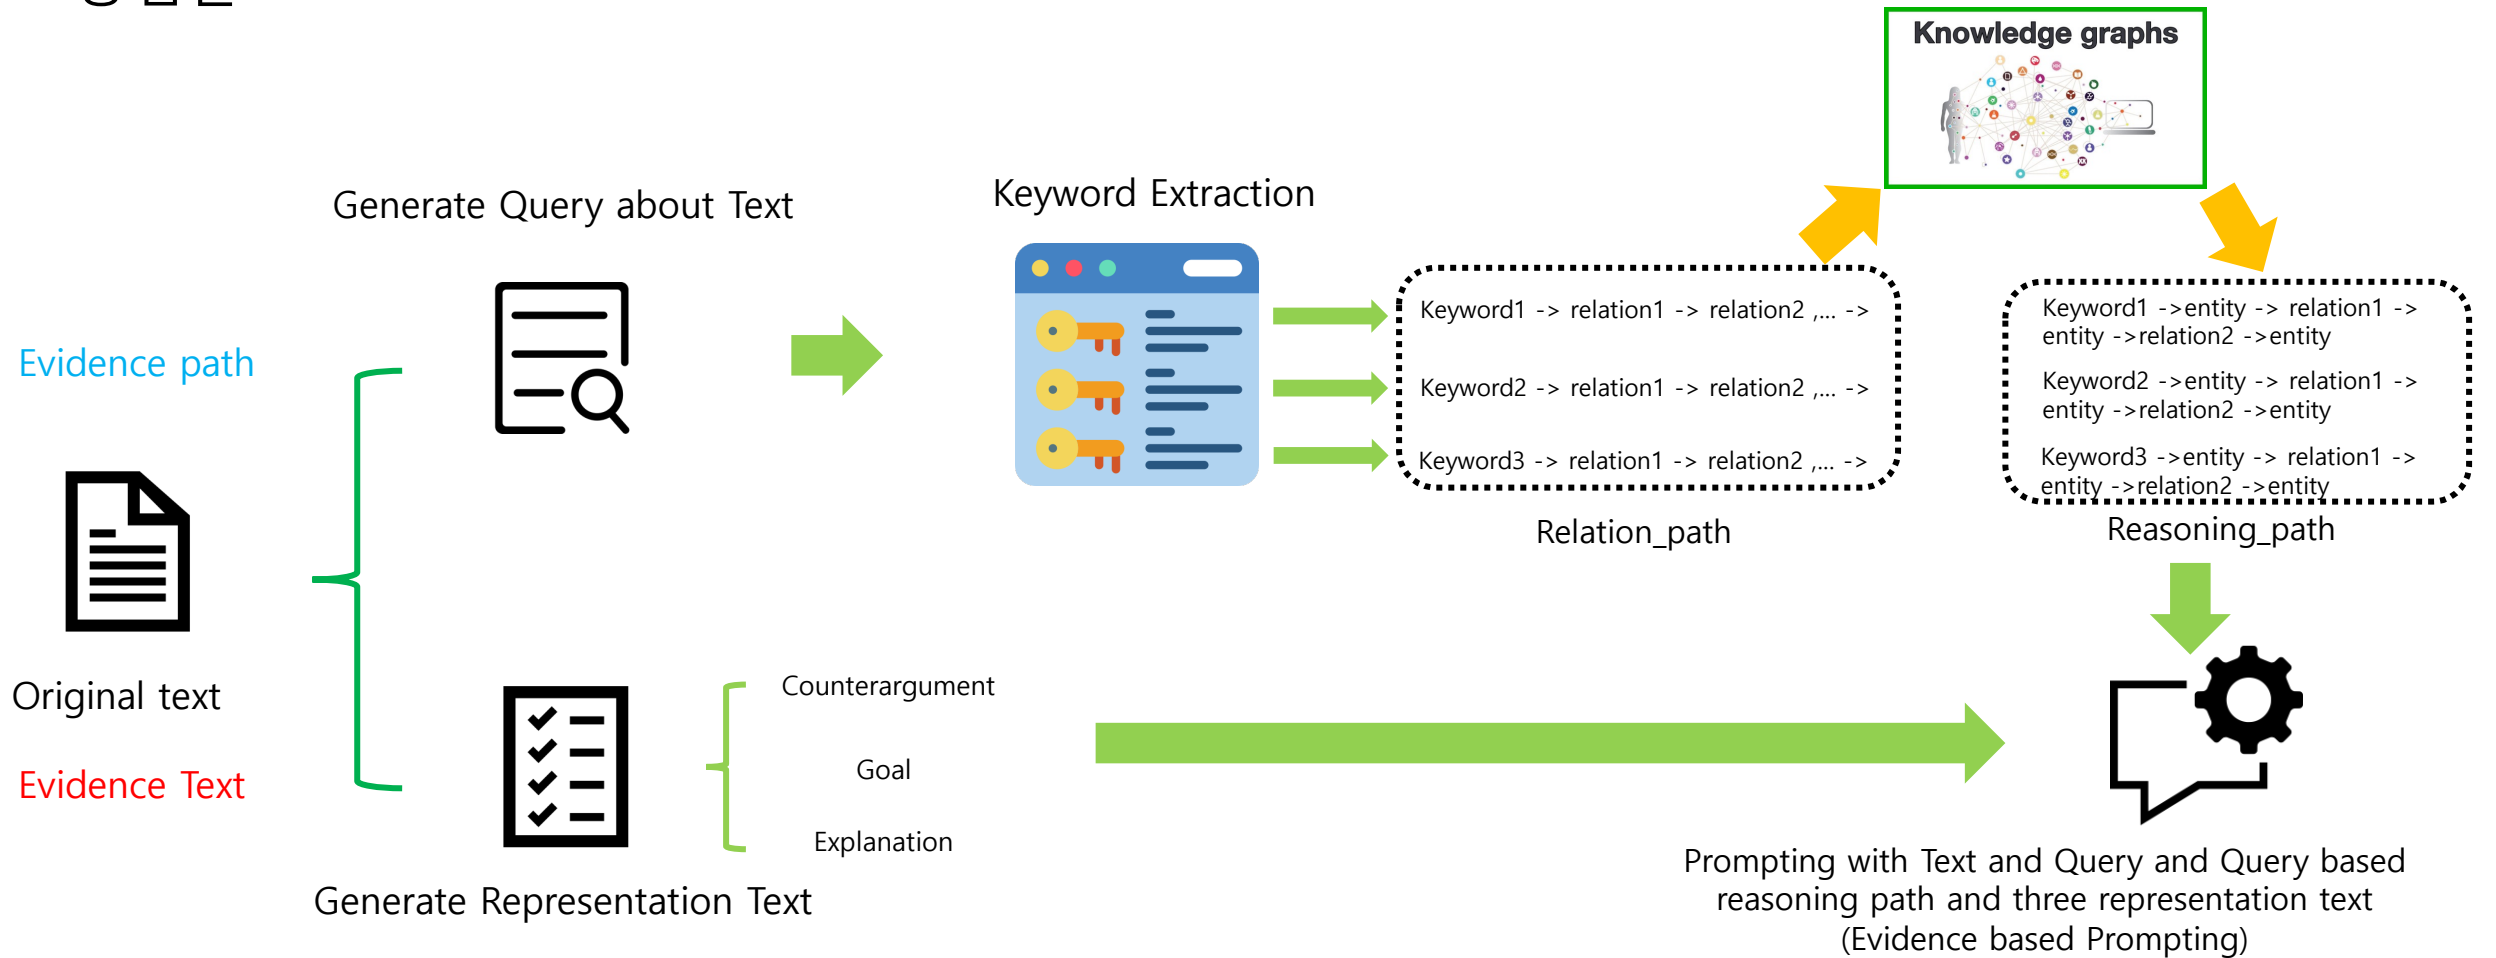 Knowledge graphs
Generate Query about Text
Keyword Extraction
Keyword1 -> relation1 -> relation2 ,... ->
Keyword2 -> relation1 -> relation2 ,... ->
Keyword3 -> relation1 -> relation2 ,... ->
Relation_path
Keyword1 ->entity -> relation1 ->
entity ->relation2 ->entity
Keyword2 ->entity -> relation1 ->
entity ->relation2 ->entity
Keyword3 ->entity -> relation1 ->
entity ->relation2 ->entity
Reasoning_path
Evidence path
Original text
Evidence Text
Counterargument
Goal
Explanation
Generate Representation Text
Prompting with Text and Query and Query based
reasoning path and three representation text
(Evidence based Prompting)